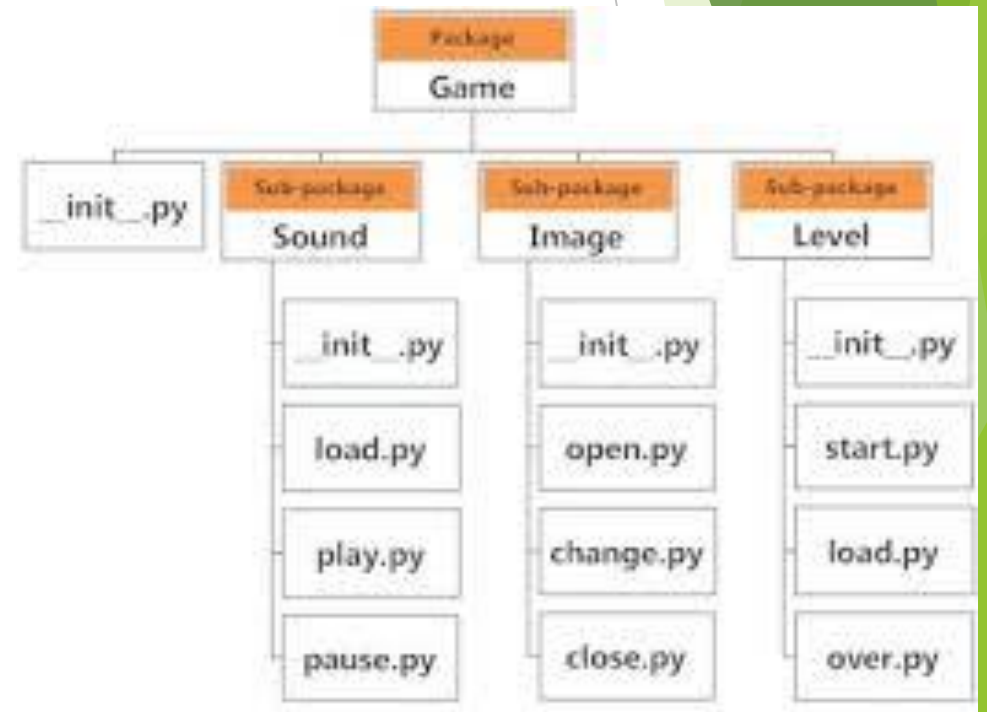 Package
Game
__init__.py
Sub-package
Sound
Sub-package
Image
Sub-package
Level
__init__.py
load.py
play.py
pause.py
__init__.py
open.py
change.py
close.py
__init__.py
start.py
load.py
over.py